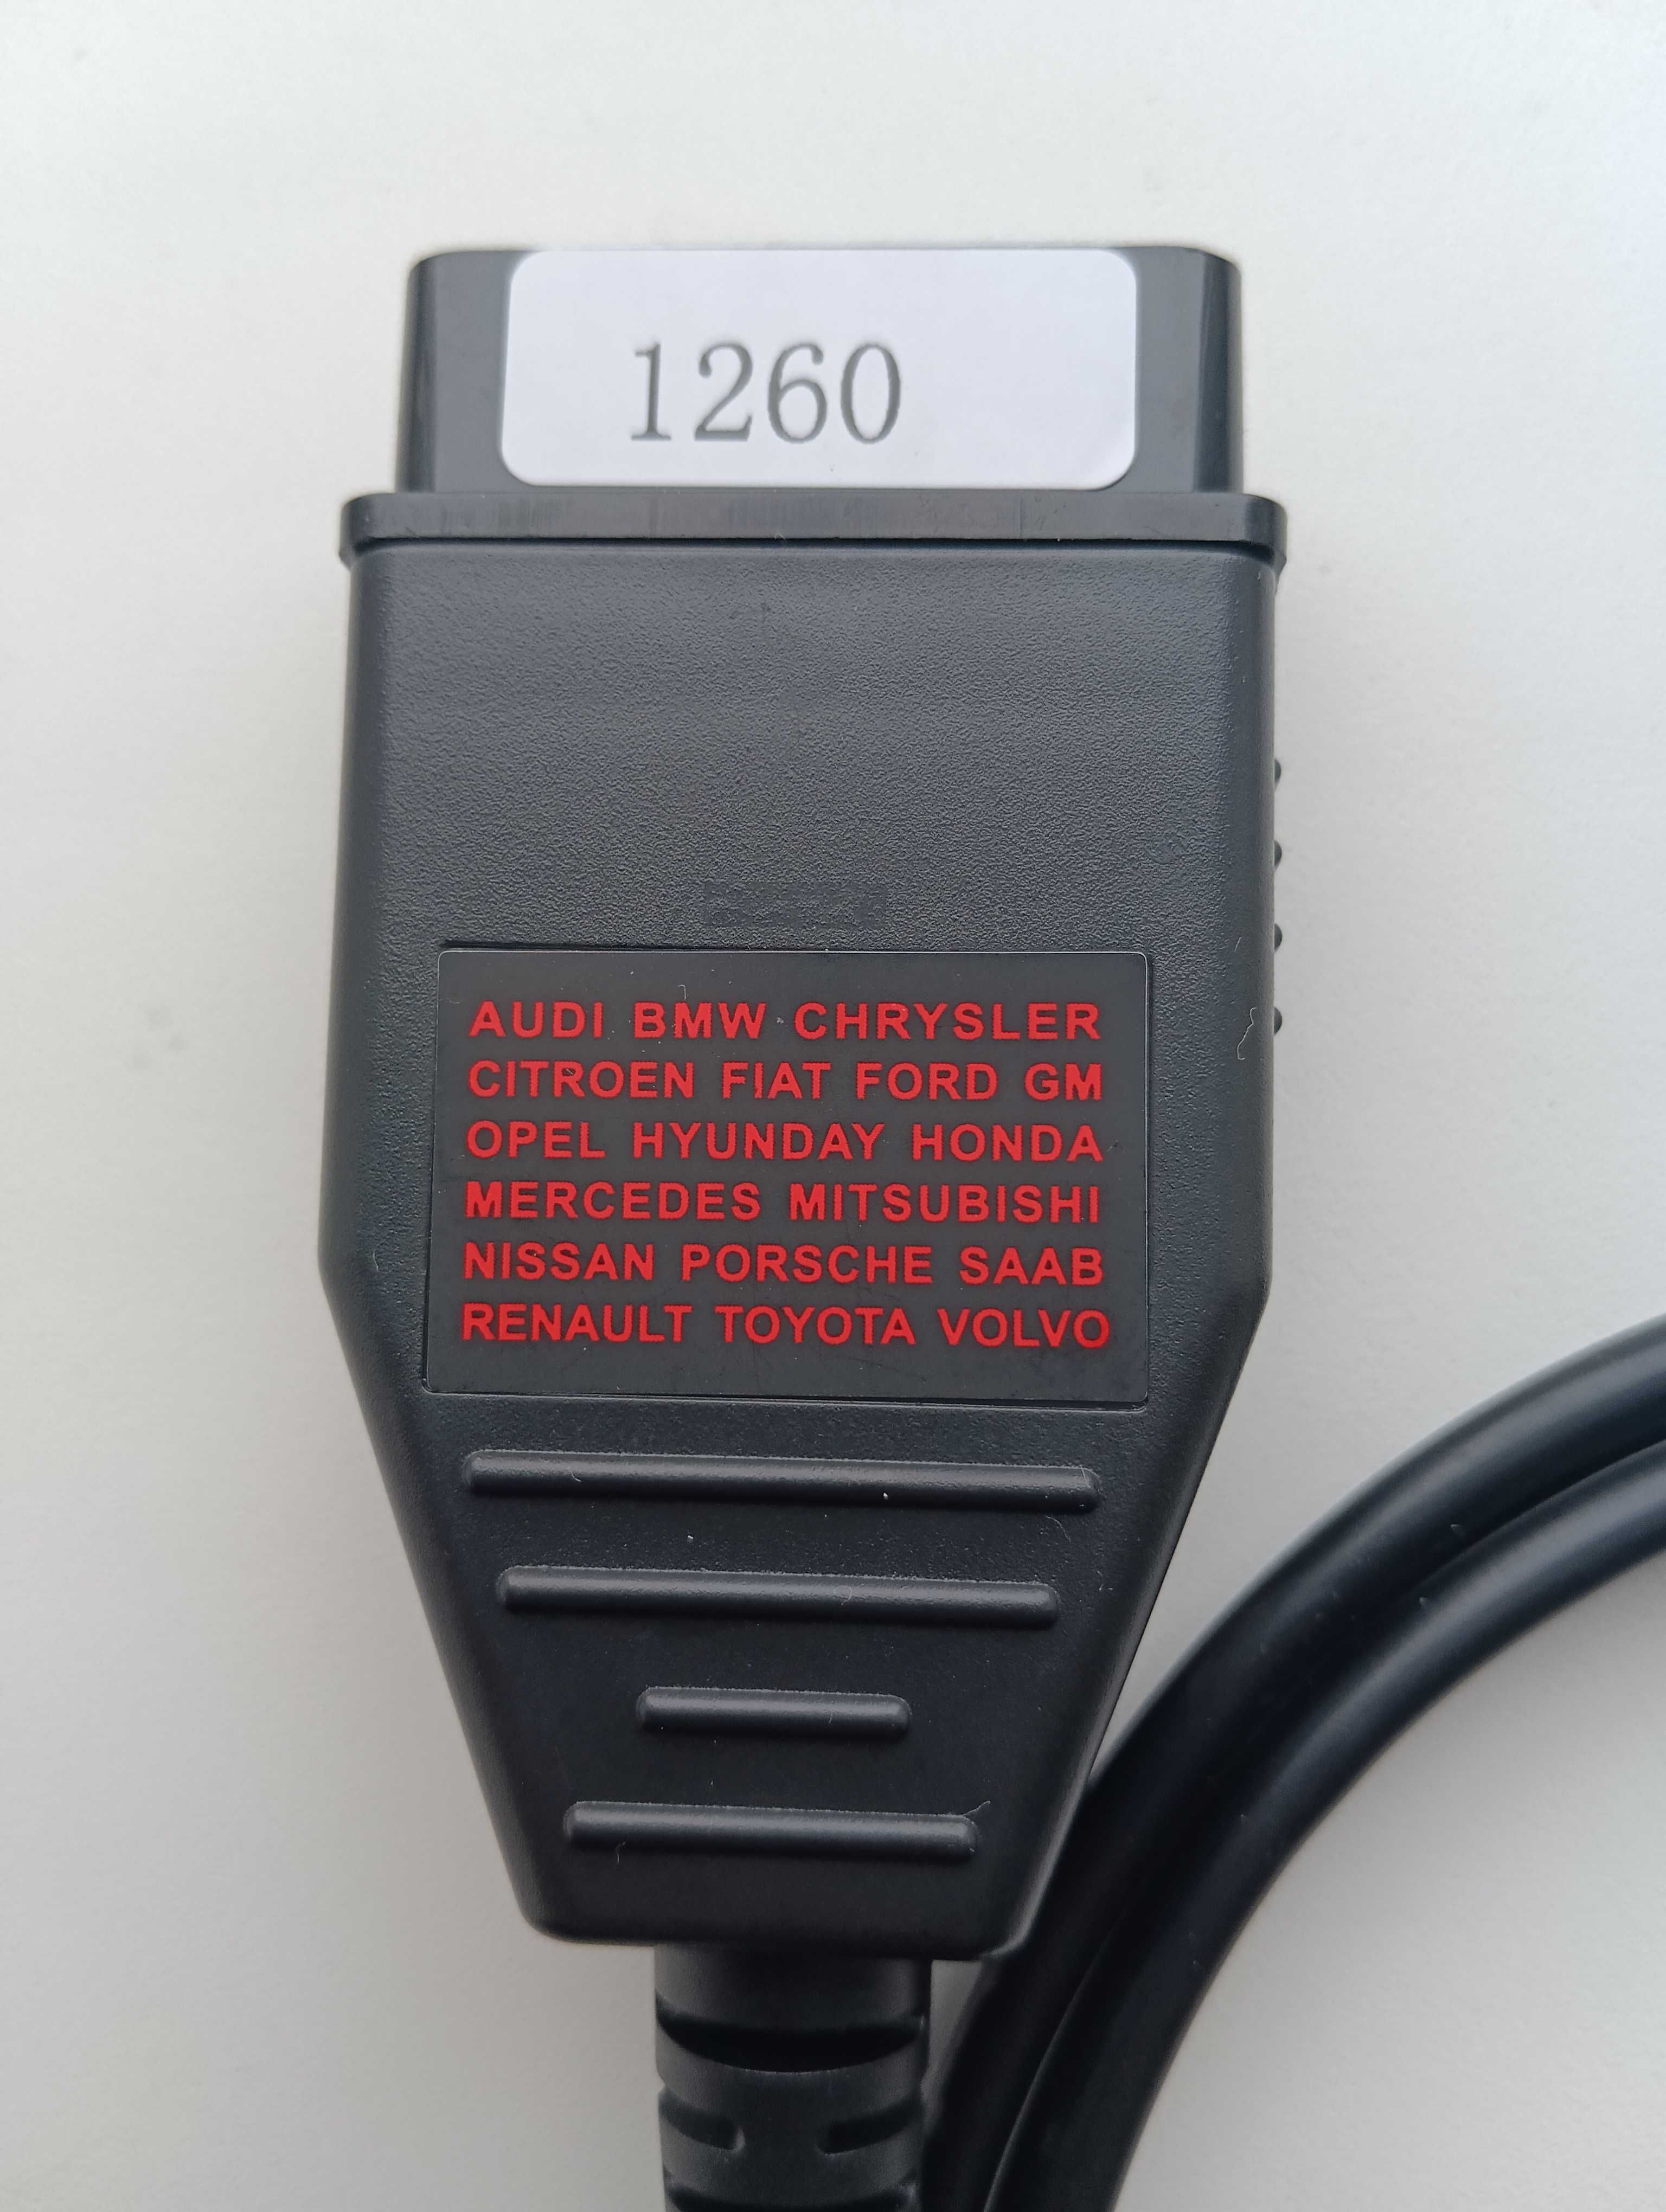 1260
AUDI BMW CHRYSLER
CITROEN FIAT FORD GM
OPEL HYUNDAY HONDA
MERCEDES MITSUBISHI
NISSAN PORSCHE SAAB
RENAULT TOYOTA VOLVO